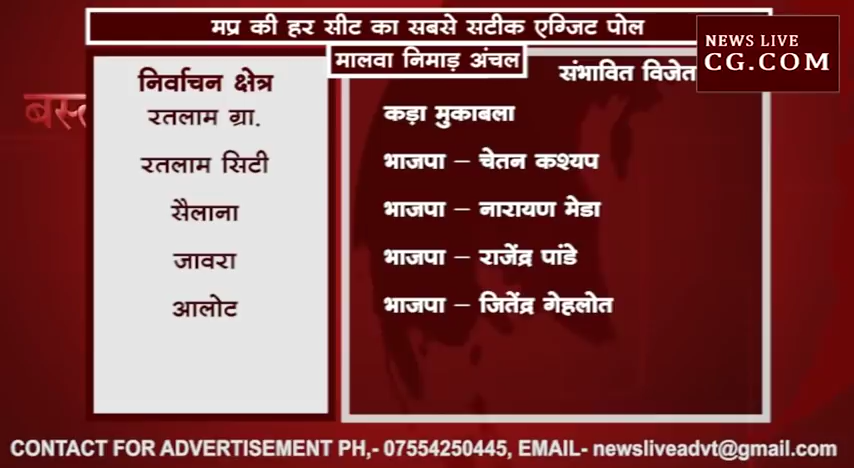 मप्र की हर सीट का सबसे सटीक एग्जिट पोल
NEWS LIVE
CG.COM
मालवा निमाड़ अंचल
निर्वाचन क्षेत्र संभावित विजेत
रतलाम ग्रा. कड़ा मुकाबला
रतलाम सिटी भाजपा – चेतन कश्यप
सैलाना भाजपा – नारायण मेडा
जावरा भाजपा – राजेंद्र पांडे
आलोट भाजपा – जितेंद्र गेहलोत
CONTACT FOR ADVERTISEMENT PH,- 07554250445, EMAIL- newsliveadvt@gmail.com